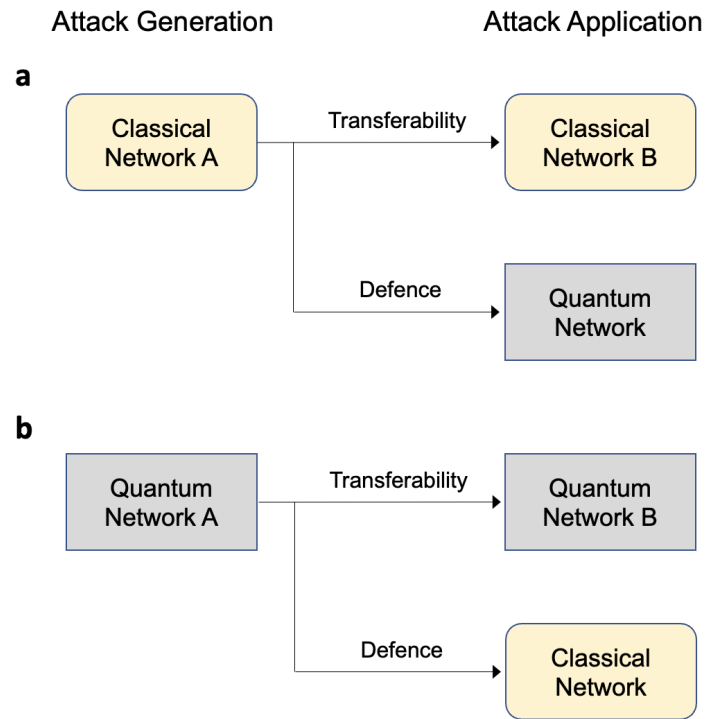 Attack Generation
Attack Application
a
Classical
Network A
Transferability
Classical
Network B
Defence
Quantum
Network
b
Quantum
Network A
Transferability
Quantum
Network B
Defence
Classical
Network